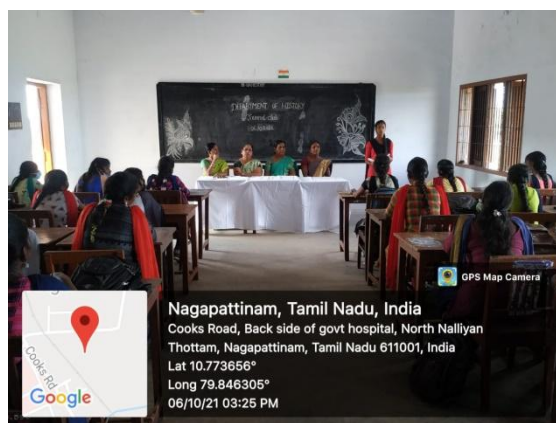 DEPARTMENT OF HISTORY
GPS Map Camera
Nagapattinam, Tamil Nadu, India
Cooks Road, Back side of govt hospital, North Nalliyan
Thottam, Nagapattinam, Tamil Nadu 611001, India
Lat 10.773656°
Long 79.846305°
06/10/21 03:25 PM
Cooks Rd
Google